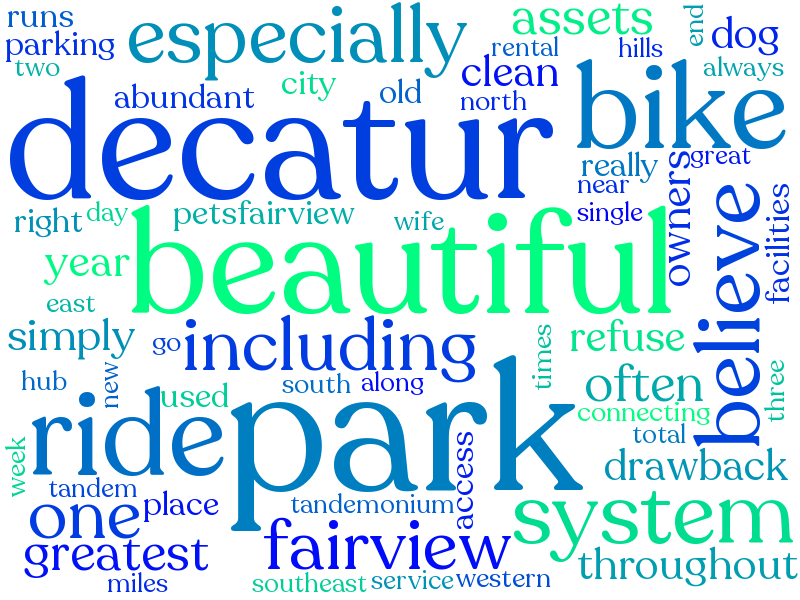 runs
especially
assets
end
dog
parking
rental
hills
two
city
clean
always
abundant
old
north
decatur
bike
really
great
near
owners
right
day
petsfairview
wife
single
believe
facilities
beautiful
year
east
simply
go
including
times
refuse
hub
new
used
south
along
often
three
connecting
ride
park
total
week
tandem
place
tandemonium
access
drawback
one
system
greatest
fairview
throughout
miles
southeast
service
western